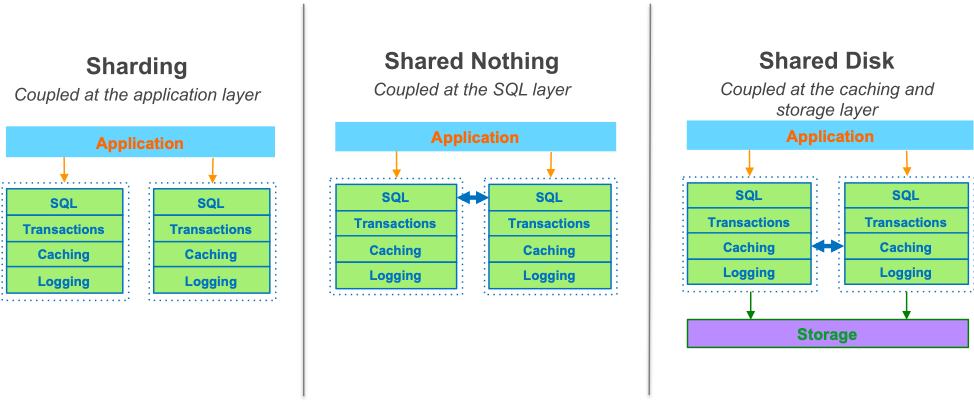 Sharding
Coupled at the application layer
Application
SQL
Transactions
Caching
Logging
SQL
Transactions
Caching
Logging
Shared Nothing
Coupled at the SQL layer
Application
SQL
Transactions
Caching
Logging
SQL
Transactions
Caching
Logging
Shared Disk
Coupled at the caching and
storage layer
Application
SQL
Transactions
Caching
Logging
SQL
Transactions
Caching
Logging
Storage